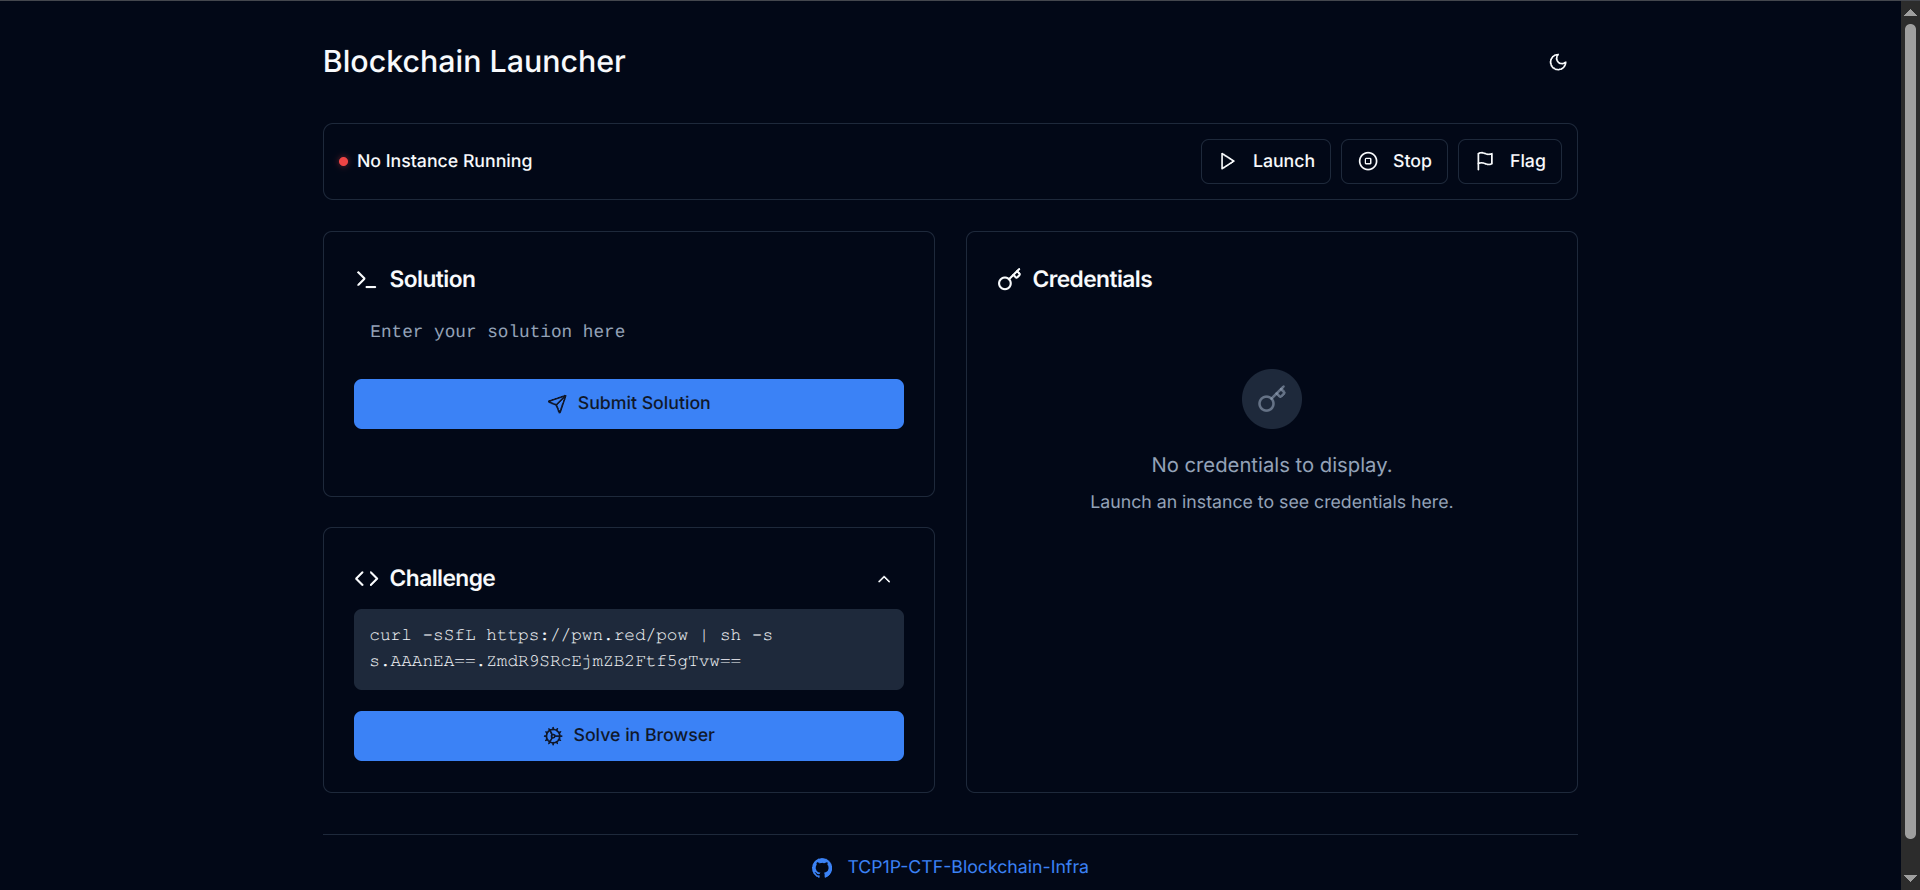 Blockchain Launcher
No Instance Running
Launch
Stop
Flag
Solution
Enter your solution here
Submit Solution
Challenge
curl -sSfL https://pwn.red/pow | sh -s
s.AAAnEA==.ZmdR9SRcEjmZB2Ftf5gTvw==
Solve in Browser
Credentials
No credentials to display.
Launch an instance to see credentials here.
TCP1P-CTF-Blockchain-Infra